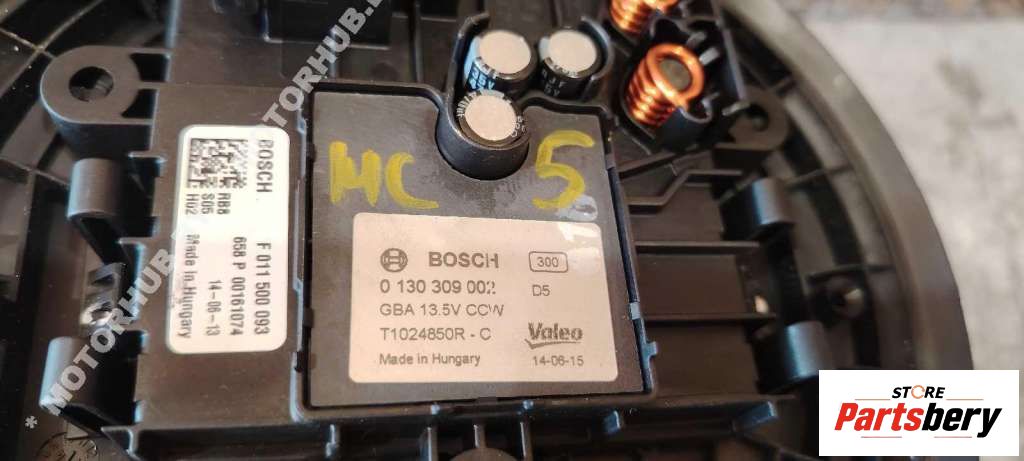 * MOTORHUB *
MOTORHUB.
BOSCH
RB8
S05
H02
F 011 500 093
658 P 00161074
14-06-13
Made in Hungary
MC 5
BOSCH 300
0 130 309 002 D5
GBA 13.5V CCW
T1024850R - C Valeo
Made in Hungary 14-06-15
STORE
Partsbery